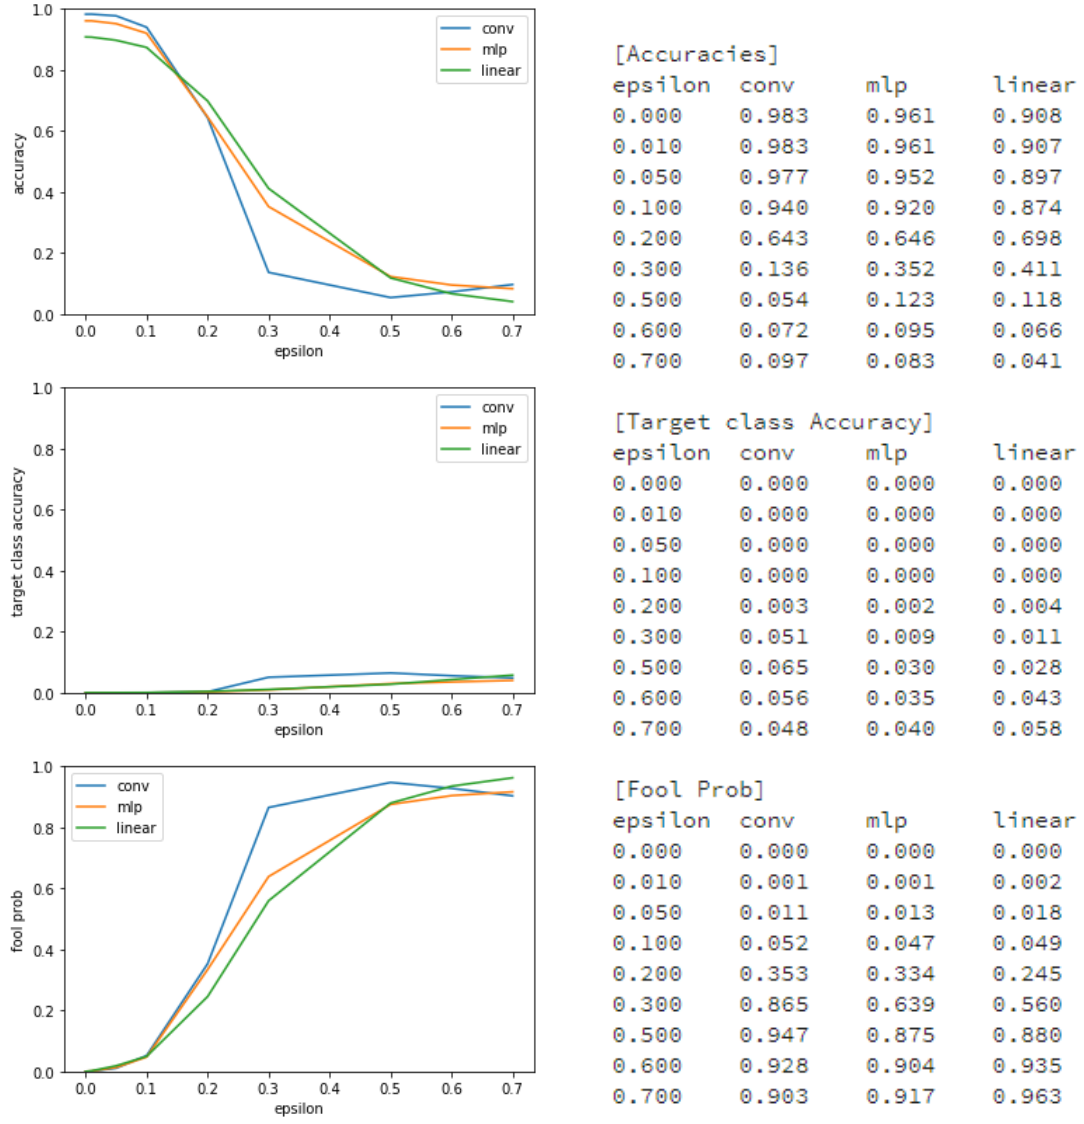 1.0
0.8
0.6
0.4
0.2
0.0
accuracy
conv
mlp
linear
0.0 0.1 0.2 0.3 0.4 0.5 0.6 0.7
epsilon
[Accuracies]
epsilon conv mlp linear
0.000 0.983 0.961 0.908
0.010 0.983 0.961 0.907
0.050 0.977 0.952 0.897
0.100 0.940 0.920 0.874
0.200 0.643 0.646 0.698
0.300 0.136 0.352 0.411
0.500 0.054 0.123 0.118
0.600 0.072 0.095 0.066
0.700 0.097 0.083 0.041
1.0
0.8
0.6
0.4
0.2
0.0
target class accuracy
conv
mlp
linear
0.0 0.1 0.2 0.3 0.4 0.5 0.6 0.7
epsilon
[Target class Accuracy]
epsilon conv mlp linear
0.000 0.000 0.000 0.000
0.010 0.000 0.000 0.000
0.050 0.000 0.000 0.000
0.100 0.000 0.000 0.000
0.200 0.003 0.002 0.004
0.300 0.051 0.009 0.011
0.500 0.065 0.030 0.028
0.600 0.056 0.035 0.043
0.700 0.048 0.040 0.058
1.0
0.8
0.6
0.4
0.2
0.0
fool prob
conv
mlp
linear
0.0 0.1 0.2 0.3 0.4 0.5 0.6 0.7
epsilon
[Fool Prob]
epsilon conv mlp linear
0.000 0.000 0.000 0.000
0.010 0.001 0.001 0.002
0.050 0.011 0.013 0.018
0.100 0.052 0.047 0.049
0.200 0.353 0.334 0.245
0.300 0.865 0.639 0.560
0.500 0.947 0.875 0.880
0.600 0.928 0.904 0.935
0.700 0.903 0.917 0.963